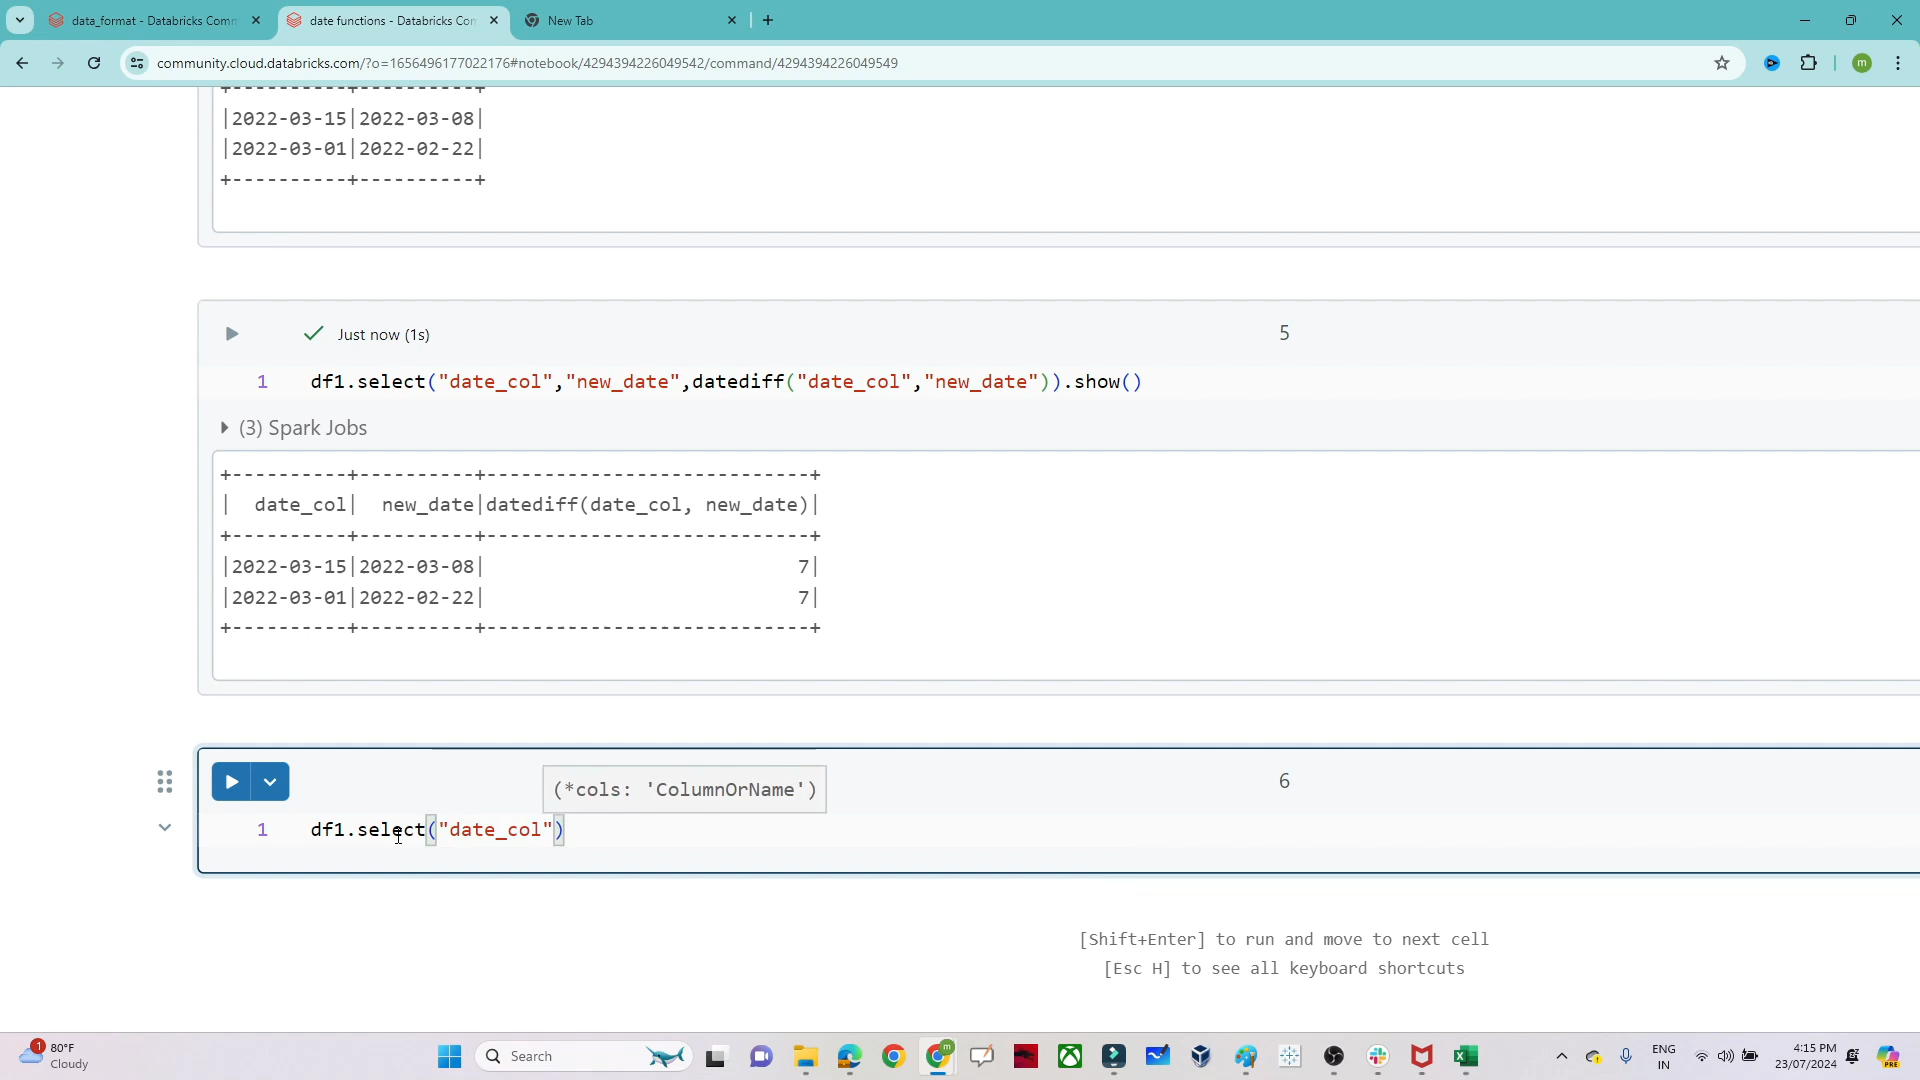 data_format - Databricks Comm
date functions - Databricks Con
New Tab
community.cloud.databricks.com/?o=1656496177022176#notebook/4294394226049542/command/4294394226049549
m
+----------+----------+
|2022-03-15|2022-03-08|
|2022-03-01|2022-02-22|
+----------+----------+
Just now (1s)
5
1 df1.select("date_col","new_date",datediff("date_col","new_date")).show()
(3) Spark Jobs
+----------+----------+----------------------------+
|  date_col|  new_date|datediff(date_col, new_date)|
+----------+----------+----------------------------+
|2022-03-15|2022-03-08|                           7|
|2022-03-01|2022-02-22|                           7|
+----------+----------+----------------------------+
(*cols: 'ColumnOrName')
6
1 df1.select("date_col")
[Shift+Enter] to run and move to next cell
[Esc H] to see all keyboard shortcuts
1
80°F
Cloudy
Search
m
ENG
IN
4:15 PM
23/07/2024
PRE